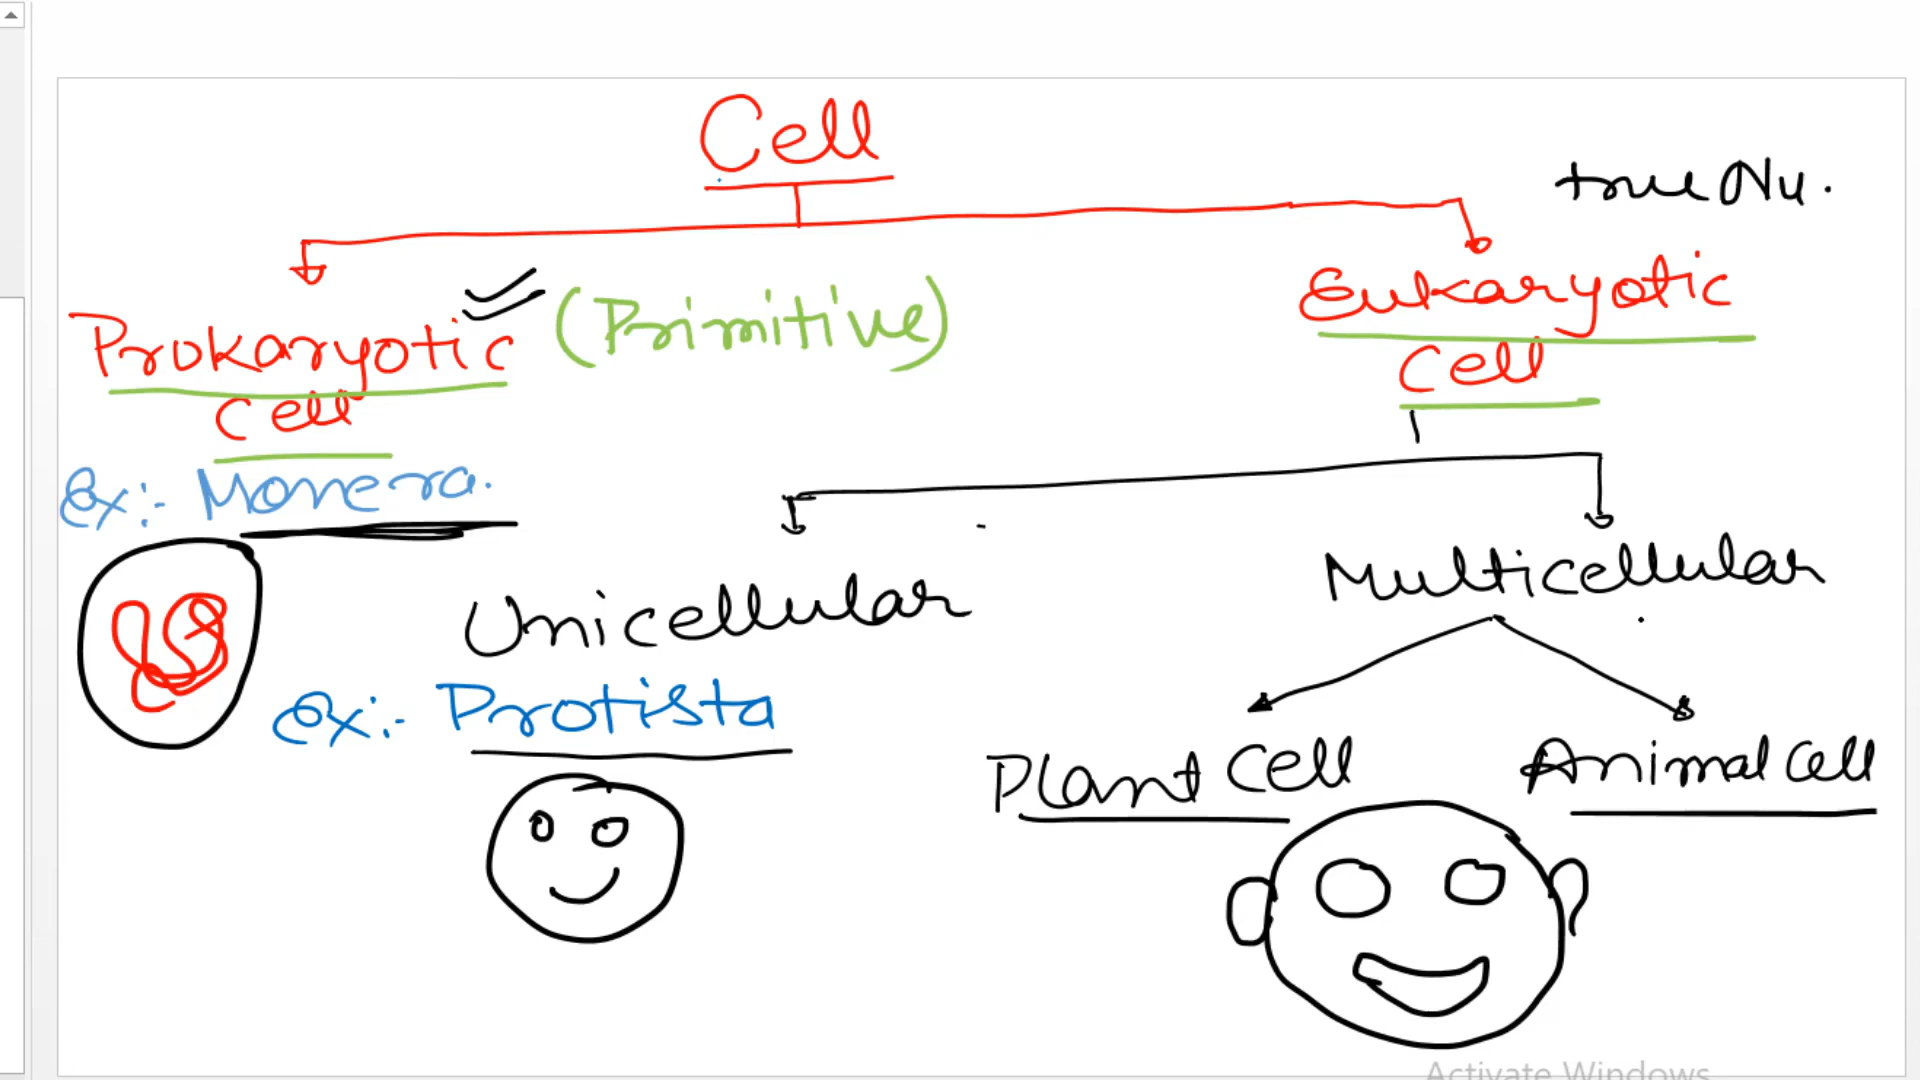 Cell
true Nu.
Prokaryotic (Primitive)
Cell
Eukaryotic
Cell
Ex:- Monera.
Unicellular
Multicellular
Ex:- Protista
Plant Cell
Animal Cell
Activate Windows